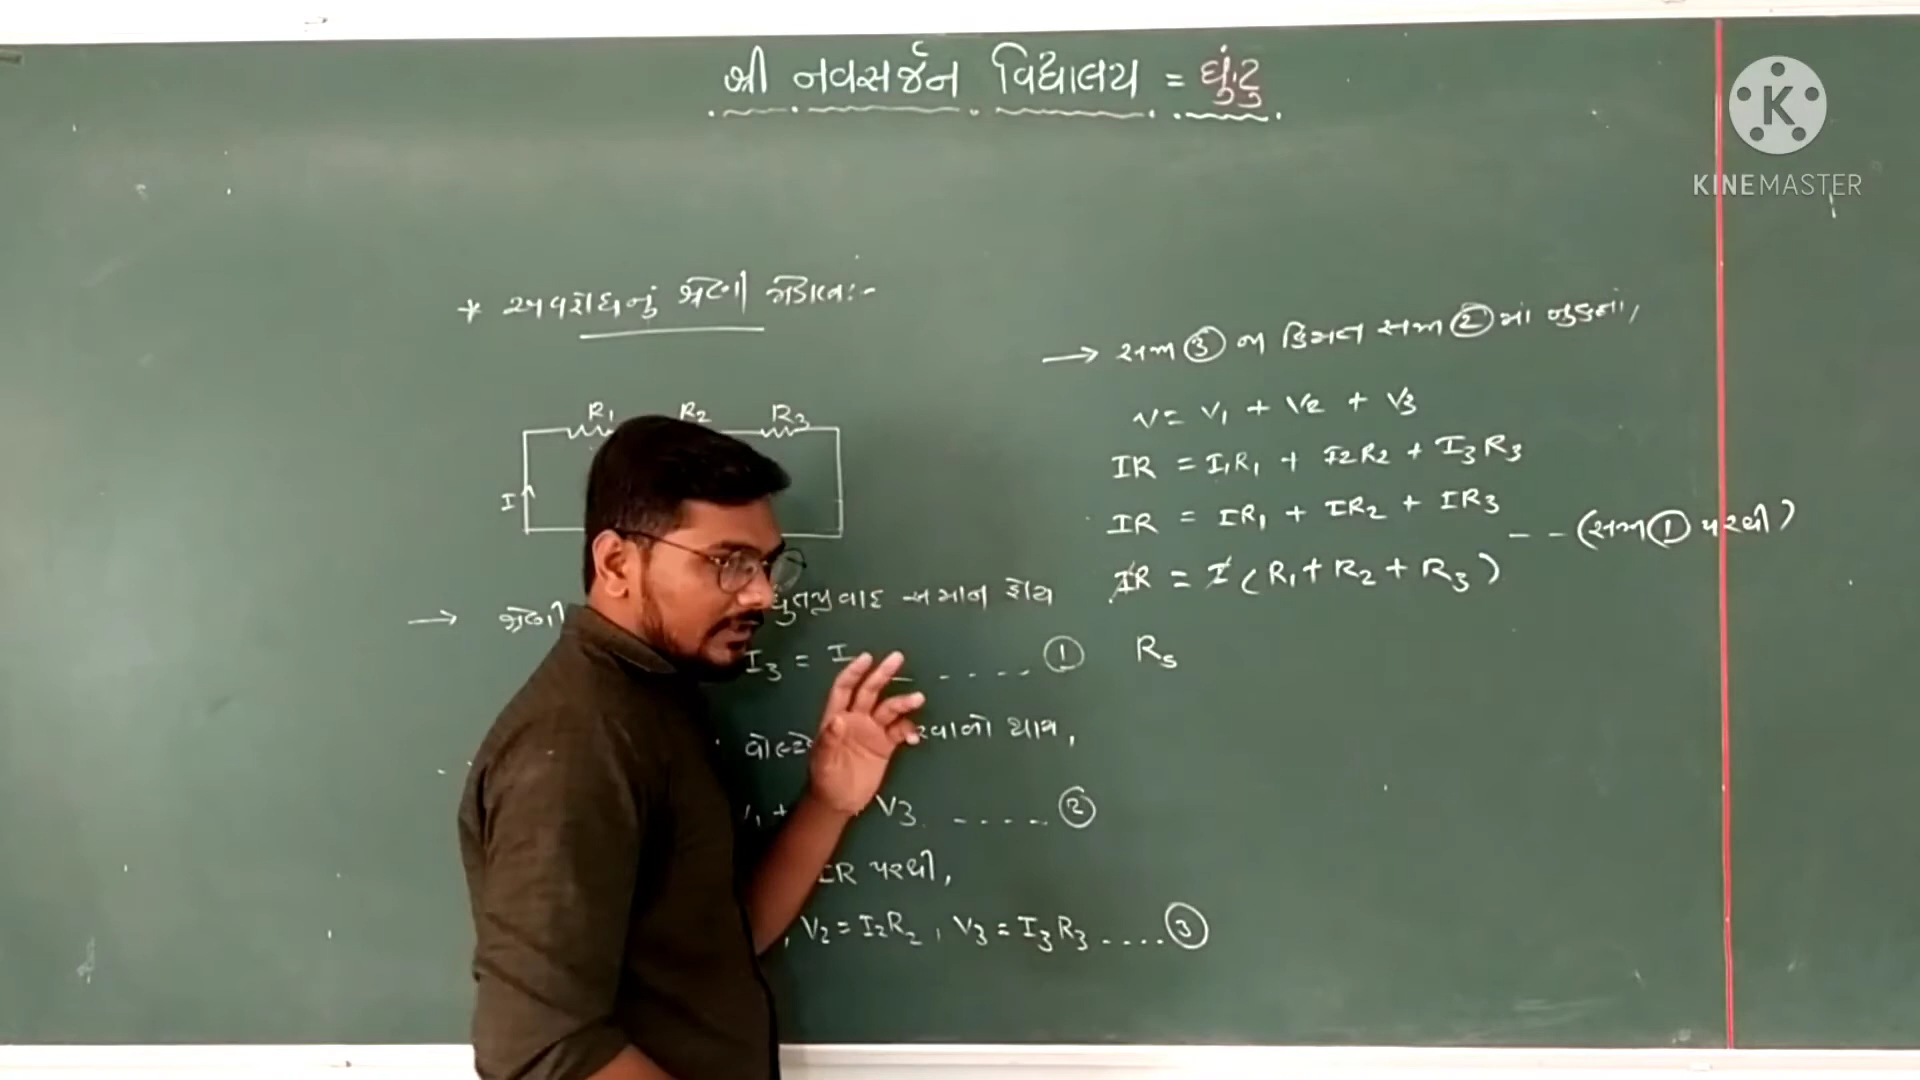 શ્રી નવસર્જન વિદ્યાલય = ઘુંટુ
KINEMASTER
* અવરોધનું શ્રેણી જોડાણ:-
R₁ R₂ R₃
I
→ શ્રેણી
વાહ સમાન હોય
I₃ = I - - . . . . ①
થાય,
V₃. - - - - ②
IR પરથી,
, V₂ = I₂R₂, V₃ = I₃R₃ ....③
→ સમી ③ ની કિંમત સમી ② માં મુકતાં,
V = V₁ + V₂ + V₃
IR = I₁R₁ + I₂R₂ + I₃R₃
IR = IR₁ + IR₂ + IR₃
-- (સમી ① પરથી)
IR = I (R₁ + R₂ + R₃)
Rₛ